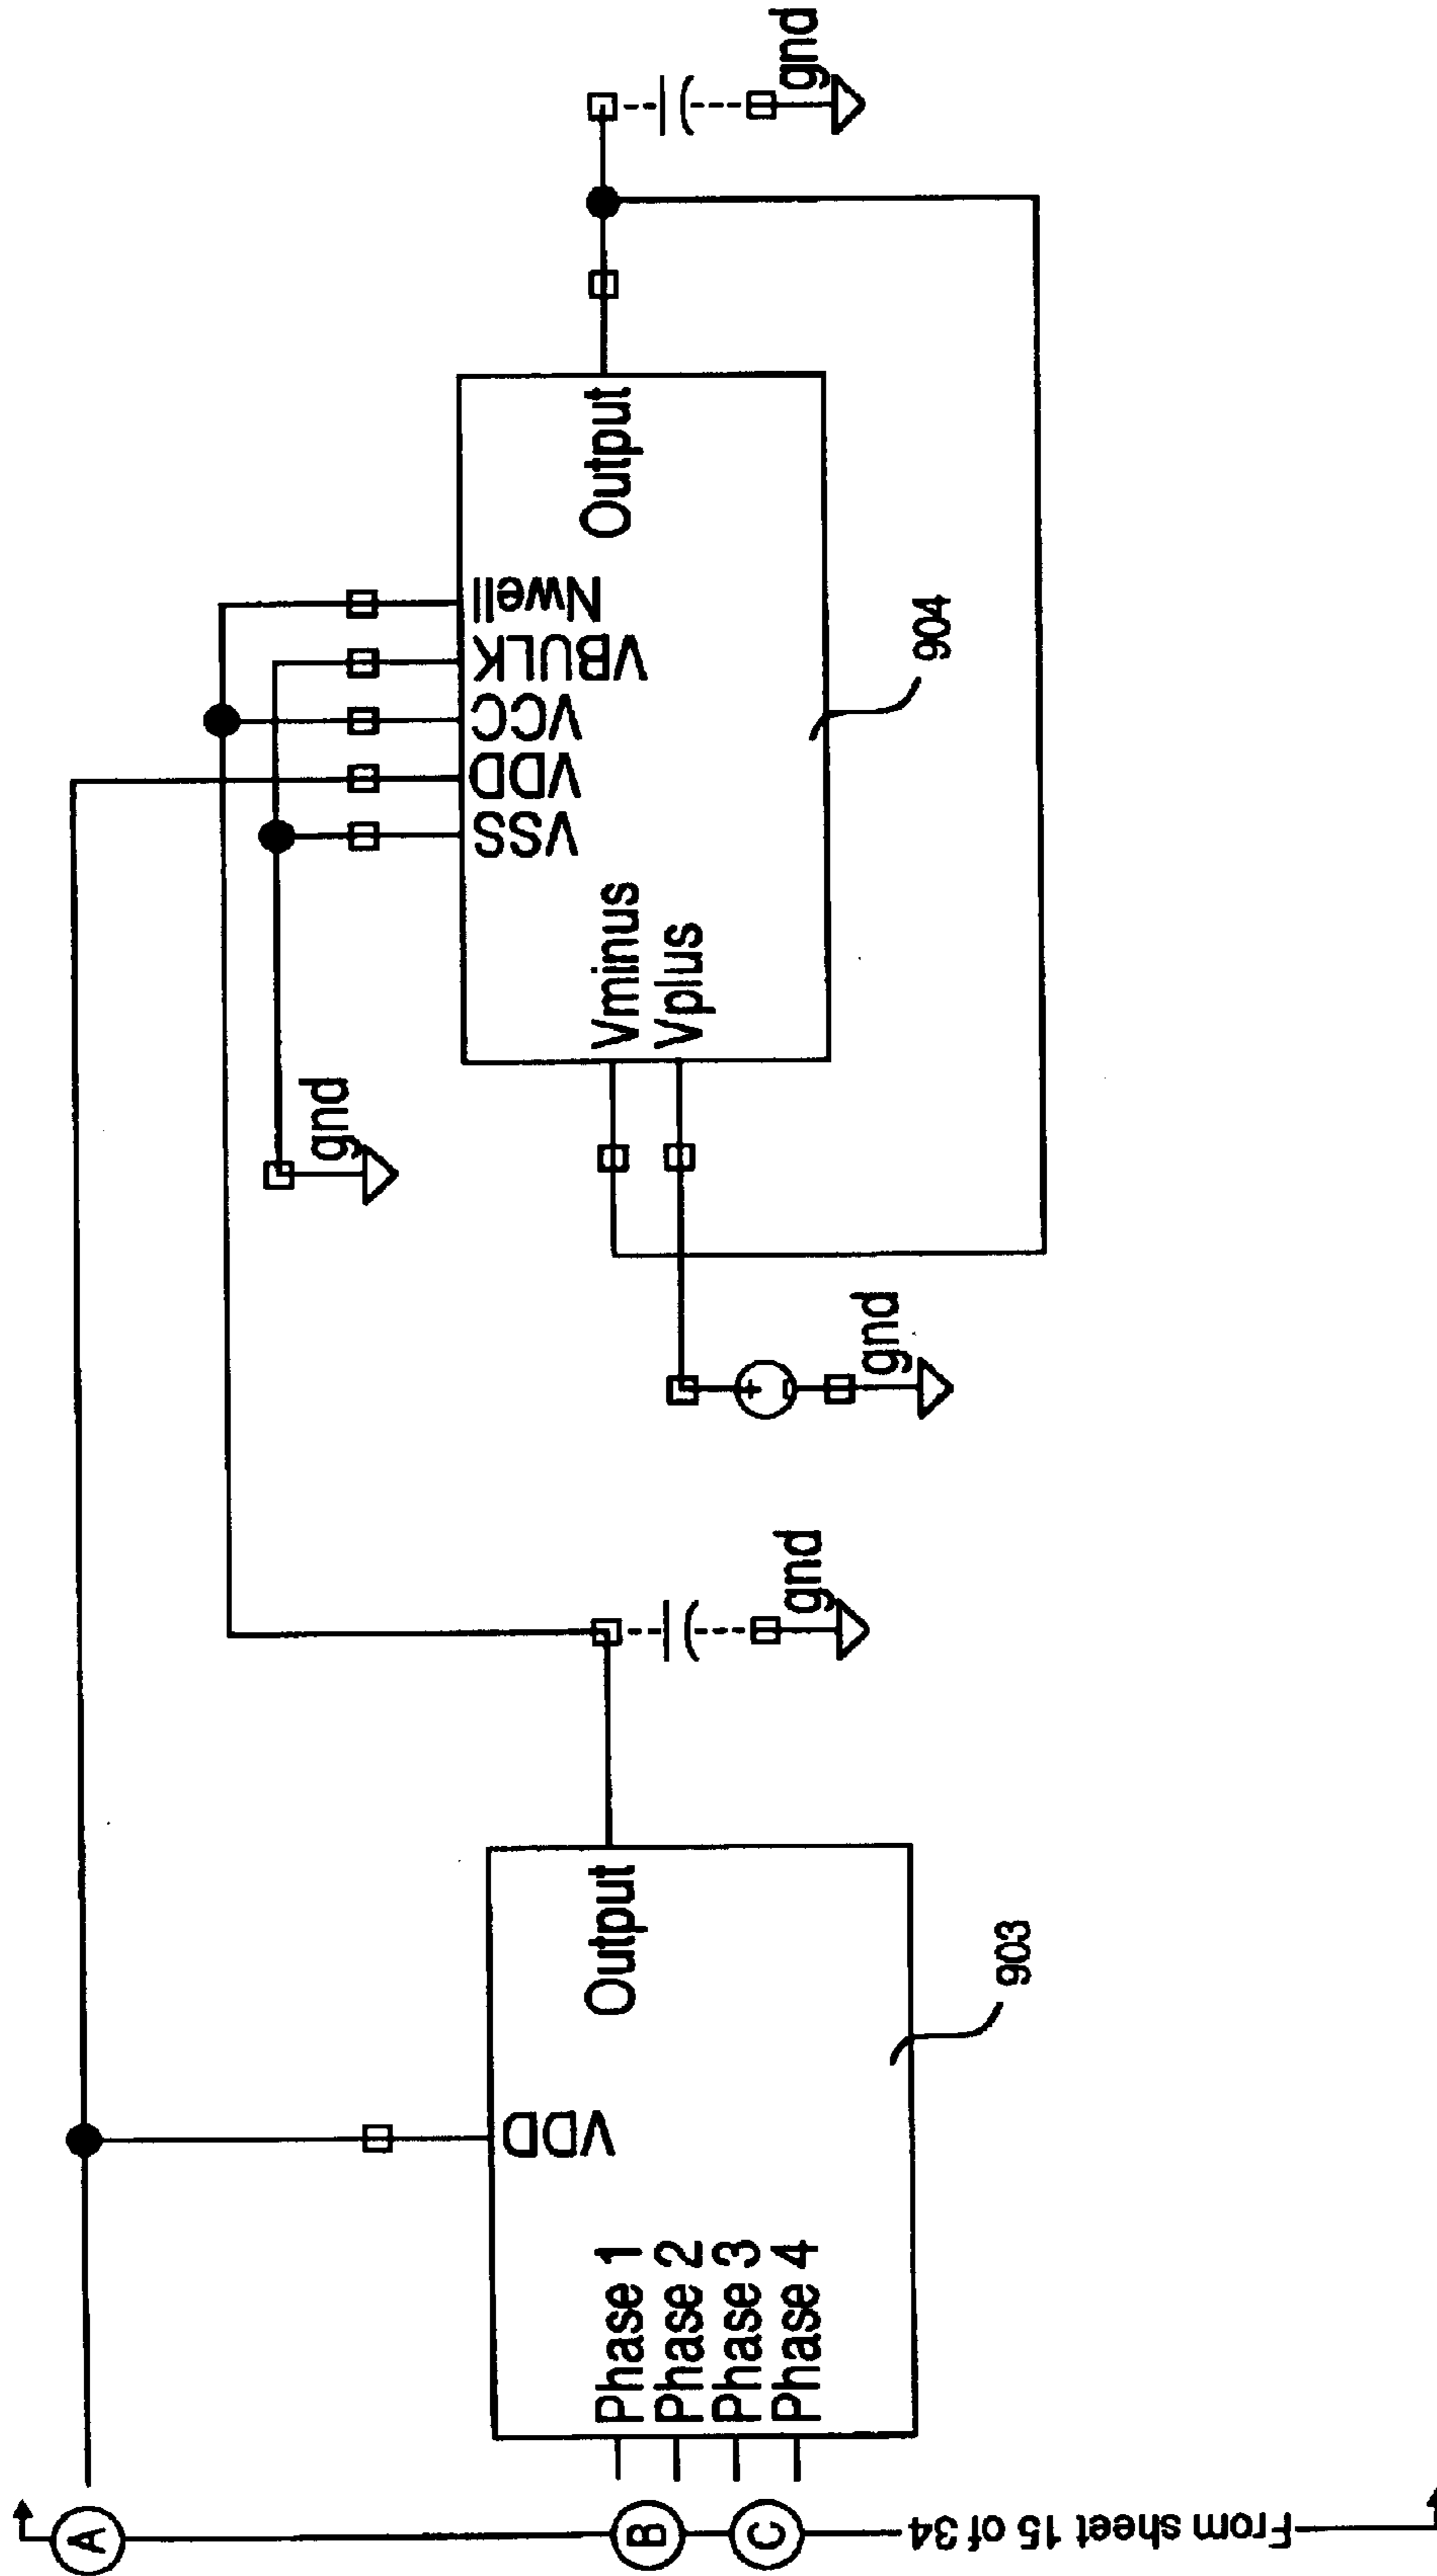 A
B
C
From sheet 15 of 34
Phase 1
Phase 2
Phase 3
Phase 4
VDD
Output
903
gnd
gnd
gnd
Vminus
Vplus
VSS
VDD
VCC
VBULK
Nwell
Output
904
gnd